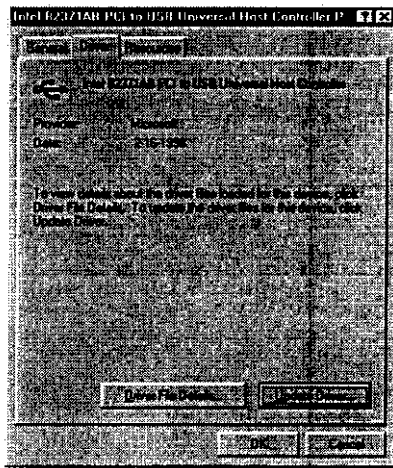 Intel 82371AB PCI to USB Universal Host Controller P
General Driver Resources
Intel 82371AB PCI to USB Universal Host Controller
Provider: Microsoft
Date:
To view details about the driver files loaded for this device, click
Driver File Details. To update the driver files for this device, click
Update Driver.
Driver File Details... Update Driver...
OK Cancel